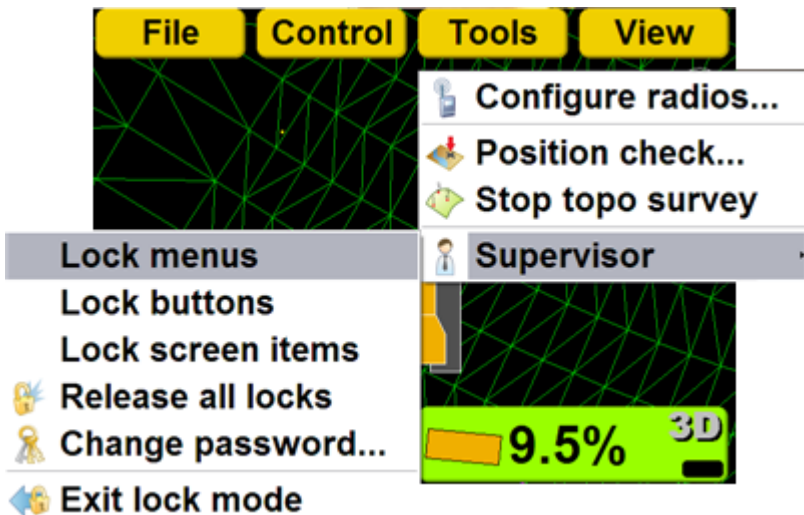 File Control Tools View
Configure radios...
Position check...
Stop topo survey
Supervisor
Lock menus
Lock buttons
Lock screen items
Release all locks
Change password...
Exit lock mode
9.5% 3D